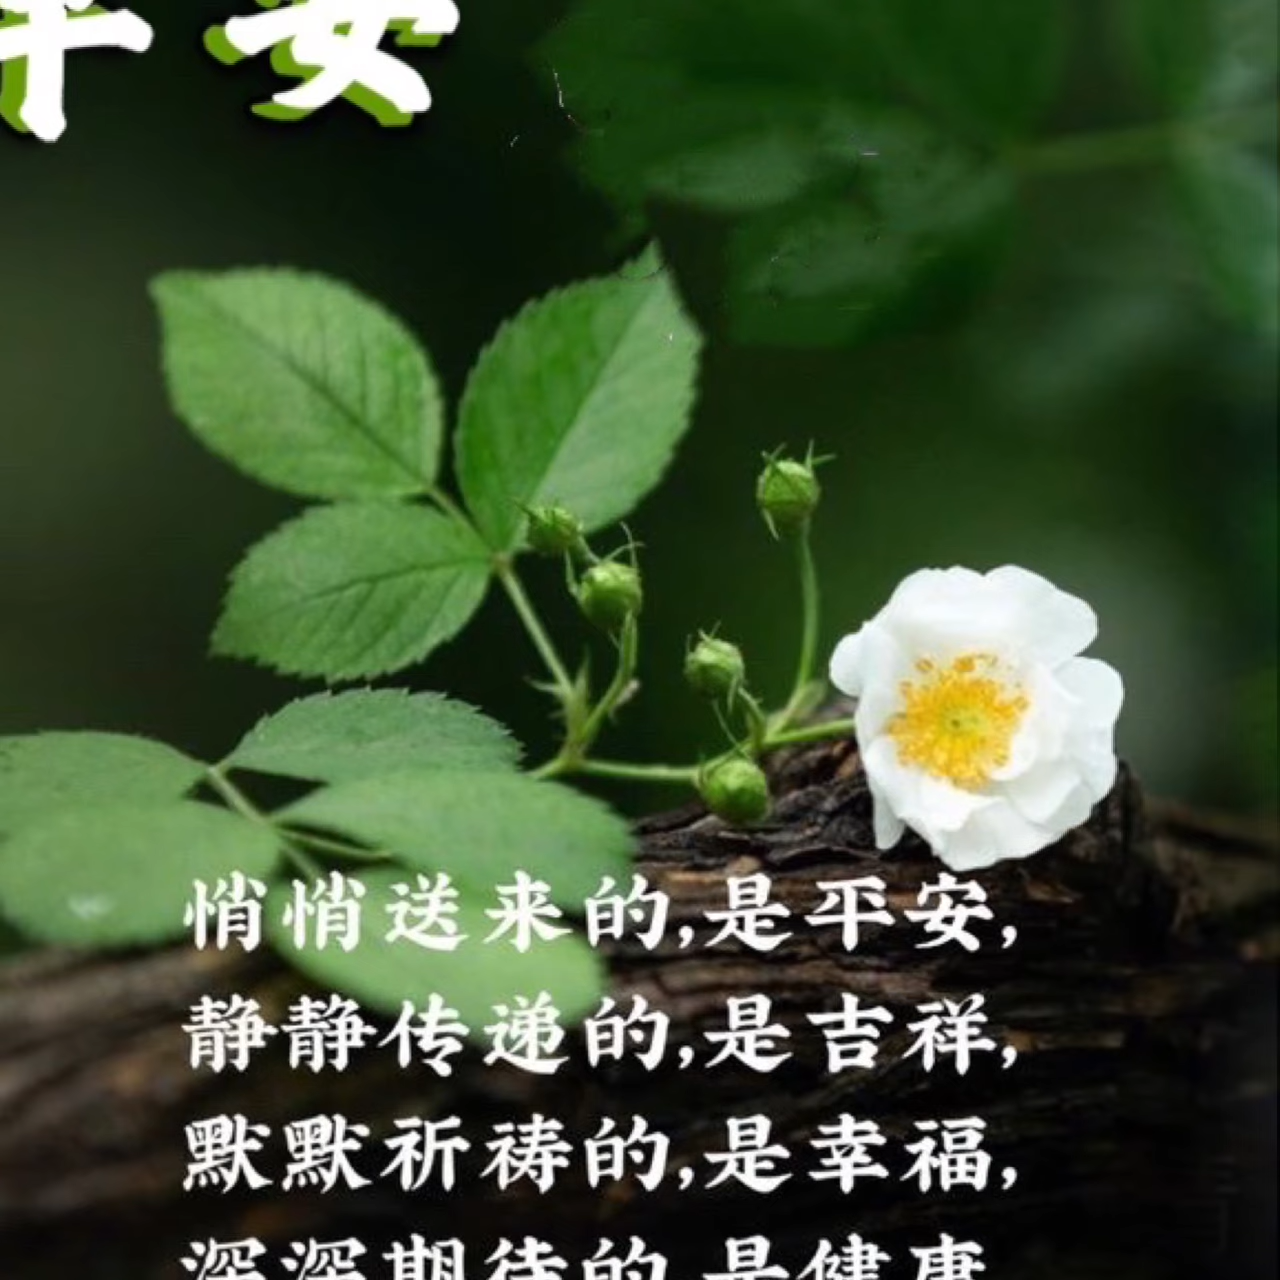 平安
悄悄送来的,是平安,
静静传递的,是吉祥,
默默祈祷的,是幸福,
深深期待的,是健康